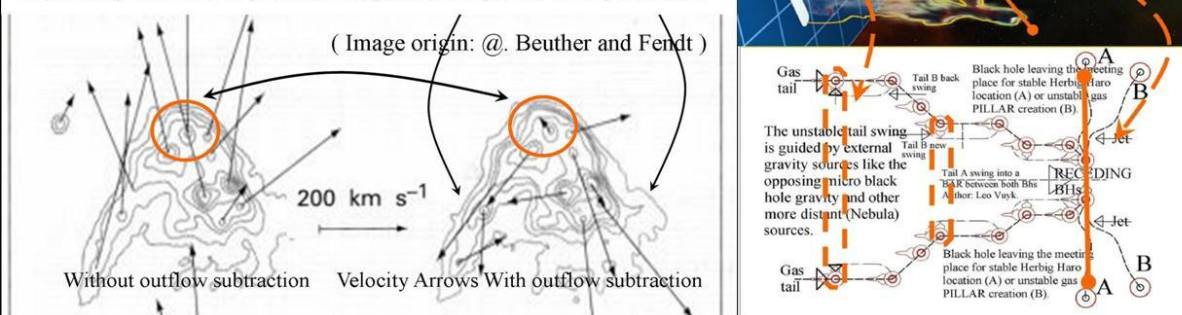 ( Image origin: @. Beuther and Fendt )
200 km s⁻¹
Without outflow subtraction
Velocity Arrows With outflow subtraction
Gas
tail
Tail B back
swing
Black hole leaving the meeting
place for stable Herbig Haro
location (A) or unstable gas
PILLAR creation (B).
A
B
Jet
The unstable tail swing
is guided by external
gravity sources like the
opposing micro black
hole gravity and other
more distant (Nebula)
sources.
Tail B new
swing
Tail A swing into a
BAR between both Bhs
Author: Leo Vuyk.
RECEDING
BHs
Jet
Gas
tail
Black hole leaving the meeting
place for stable Herbig Haro
location (A) or unstable gas
PILLAR creation (B).
B
A